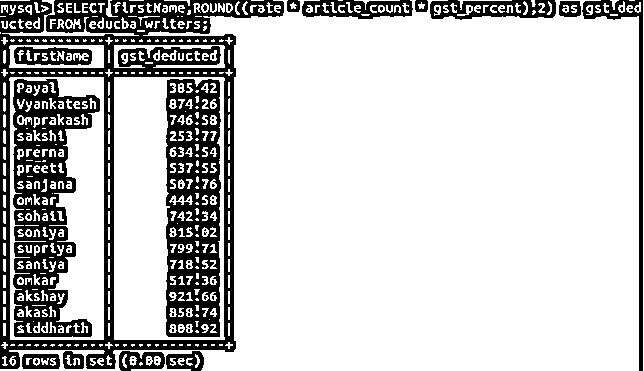 mysql> SELECT firstName,ROUND((rate * article_count * gst_percent),2) as gst_ded
ucted FROM educba_writers;
+------------+--------------+
| firstName | gst_deducted |
+------------+--------------+
| Payal | 385.42 |
| Vyankatesh | 874.26 |
| Omprakash | 746.58 |
| sakshi | 253.77 |
| prerna | 634.54 |
| preeti | 537.55 |
| sanjana | 507.76 |
| omkar | 444.58 |
| sohail | 742.34 |
| soniya | 815.02 |
| supriya | 799.71 |
| saniya | 718.52 |
| omkar | 517.36 |
| akshay | 921.66 |
| akash | 858.74 |
| siddharth | 808.92 |
+------------+--------------+
16 rows in set (0.00 sec)